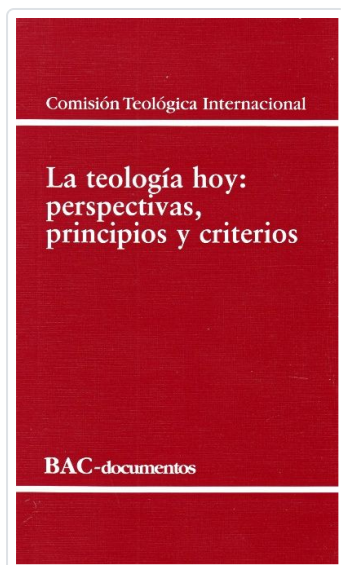 Comisión Teológica Internacional
La teología hoy:
perspectivas,
principios y criterios
BAC-documentos